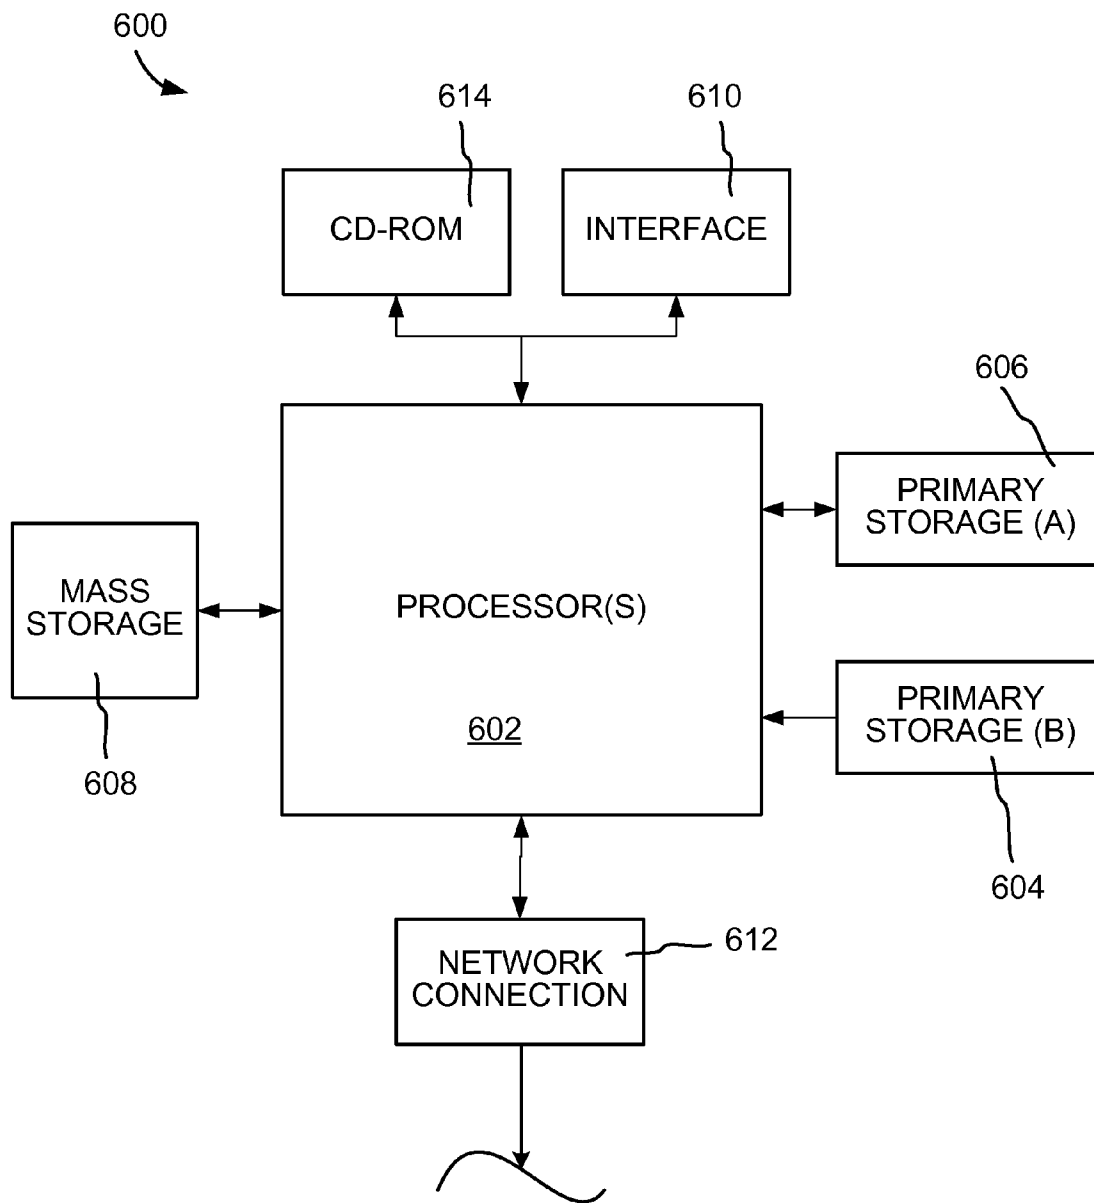 600
614
610
CD-ROM
INTERFACE
606
PRIMARY
STORAGE (A)
MASS
STORAGE
PROCESSOR(S)
PRIMARY
STORAGE (B)
602
608
604
612
NETWORK
CONNECTION